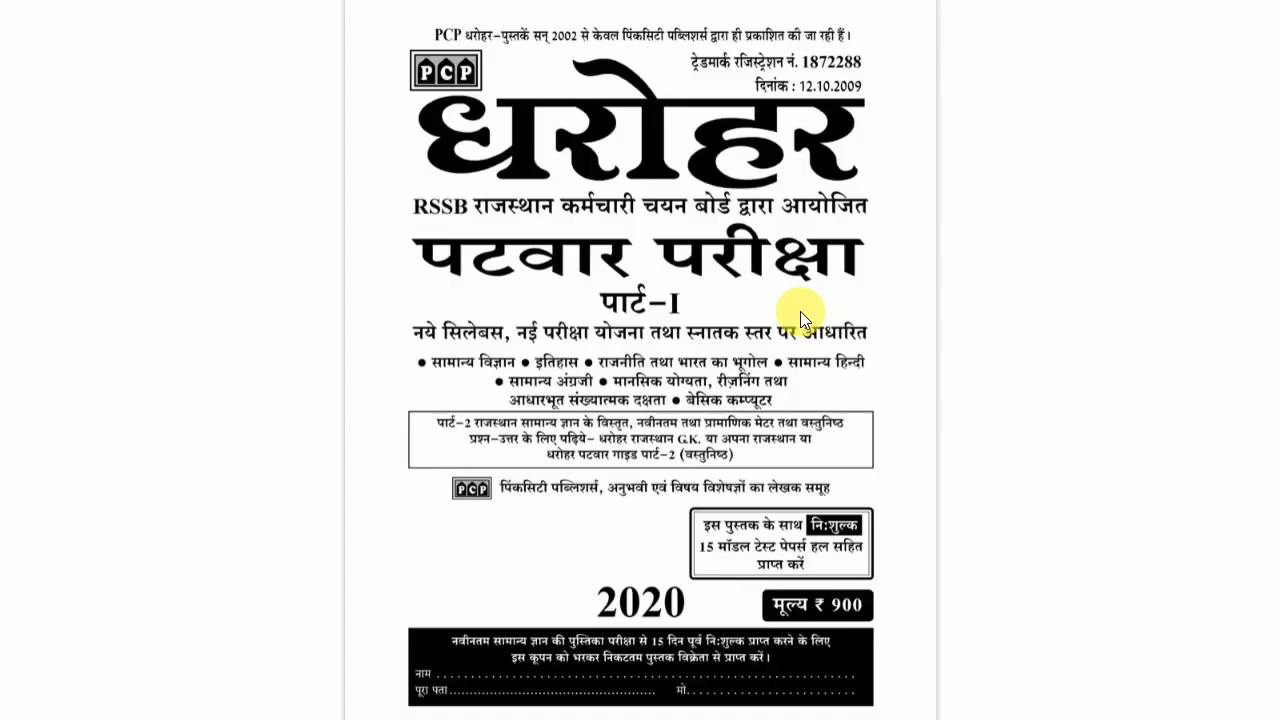 PCP धरोहर-पुस्तकें सन् 2002 से केवल पिंकसिटी पब्लिशर्स द्वारा ही प्रकाशित की जा रही हैं।
PCP
ट्रेडमार्क रजिस्ट्रेशन नं. 1872288
दिनांक : 12.10.2009
धरोहर
RSSB राजस्थान कर्मचारी चयन बोर्ड द्वारा आयोजित
पटवार परीक्षा
पार्ट-I
नये सिलेबस, नई परीक्षा योजना तथा स्नातक स्तर पर आधारित
● सामान्य विज्ञान ● इतिहास ● राजनीति तथा भारत का भूगोल ● सामान्य हिन्दी
● सामान्य अंग्रजी ● मानसिक योग्यता, रीज़निंग तथा
आधारभूत संख्यात्मक दक्षता ● बेसिक कम्प्यूटर
पार्ट-2 राजस्थान सामान्य ज्ञान के विस्तृत, नवीनतम तथा प्रामाणिक मेटर तथा वस्तुनिष्ठ
प्रश्न-उत्तर के लिए पढ़िये- धरोहर राजस्थान G.K. या अपना राजस्थान या
धरोहर पटवार गाइड पार्ट-2 (वस्तुनिष्ठ)
PCP पिंकसिटी पब्लिशर्स, अनुभवी एवं विषय विशेषज्ञों का लेखक समूह
इस पुस्तक के साथ नि:शुल्क
15 मॉडल टेस्ट पेपर्स हल सहित
प्राप्त करें
2020
मूल्य ₹ 900
नवीनतम सामान्य ज्ञान की पुस्तिका परीक्षा से 15 दिन पूर्व नि:शुल्क प्राप्त करने के लिए
इस कूपन को भरकर निकटतम पुस्तक विक्रेता से प्राप्त करें।
नाम ................................................................
पूरा पता.................................................... मो..........................